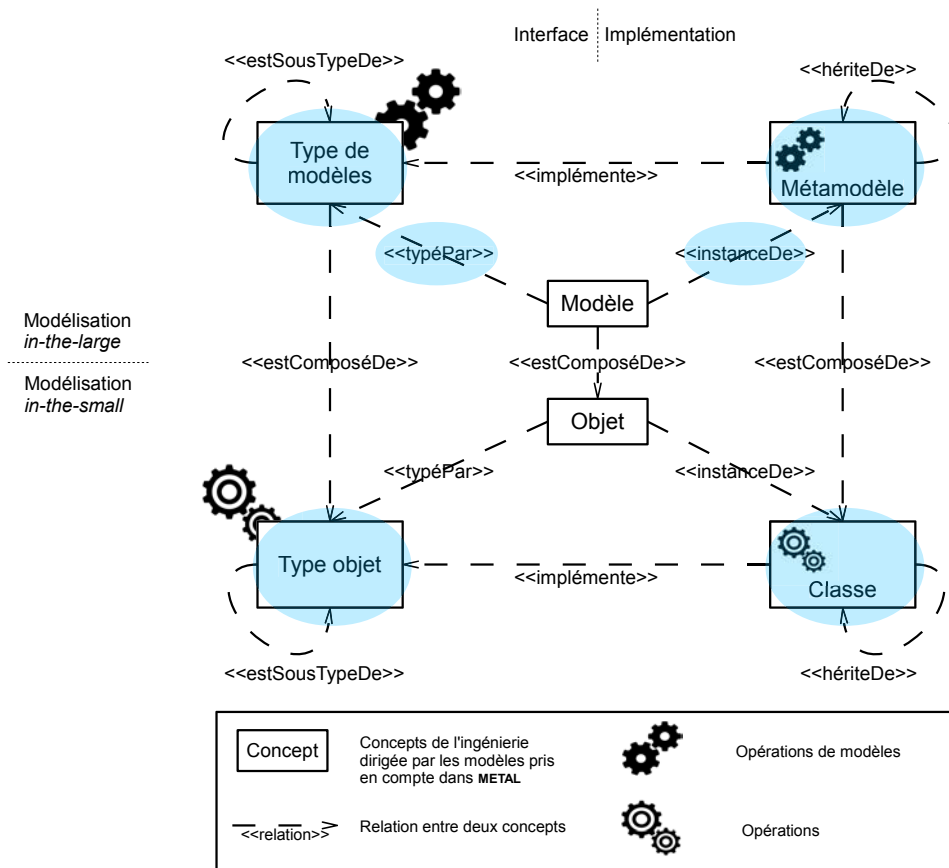 Interface Implémentation
<<estSousTypeDe>>
<<hériteDe>>
Type de
modèles
<<implémente>>
Métamodèle
<<typéPar>>
<<instanceDe>>
Modèle
Modélisation
in-the-large
<<estComposéDe>>
<<estComposéDe>>
<<estComposéDe>>
Modélisation
in-the-small
Objet
<<typéPar>>
<<instanceDe>>
Type objet
<<implémente>>
Classe
<<estSousTypeDe>>
<<hériteDe>>
Concept
Concepts de l'ingénierie
dirigée par les modèles pris
en compte dans METAL
Opérations de modèles
<<relation>>
Relation entre deux concepts
Opérations